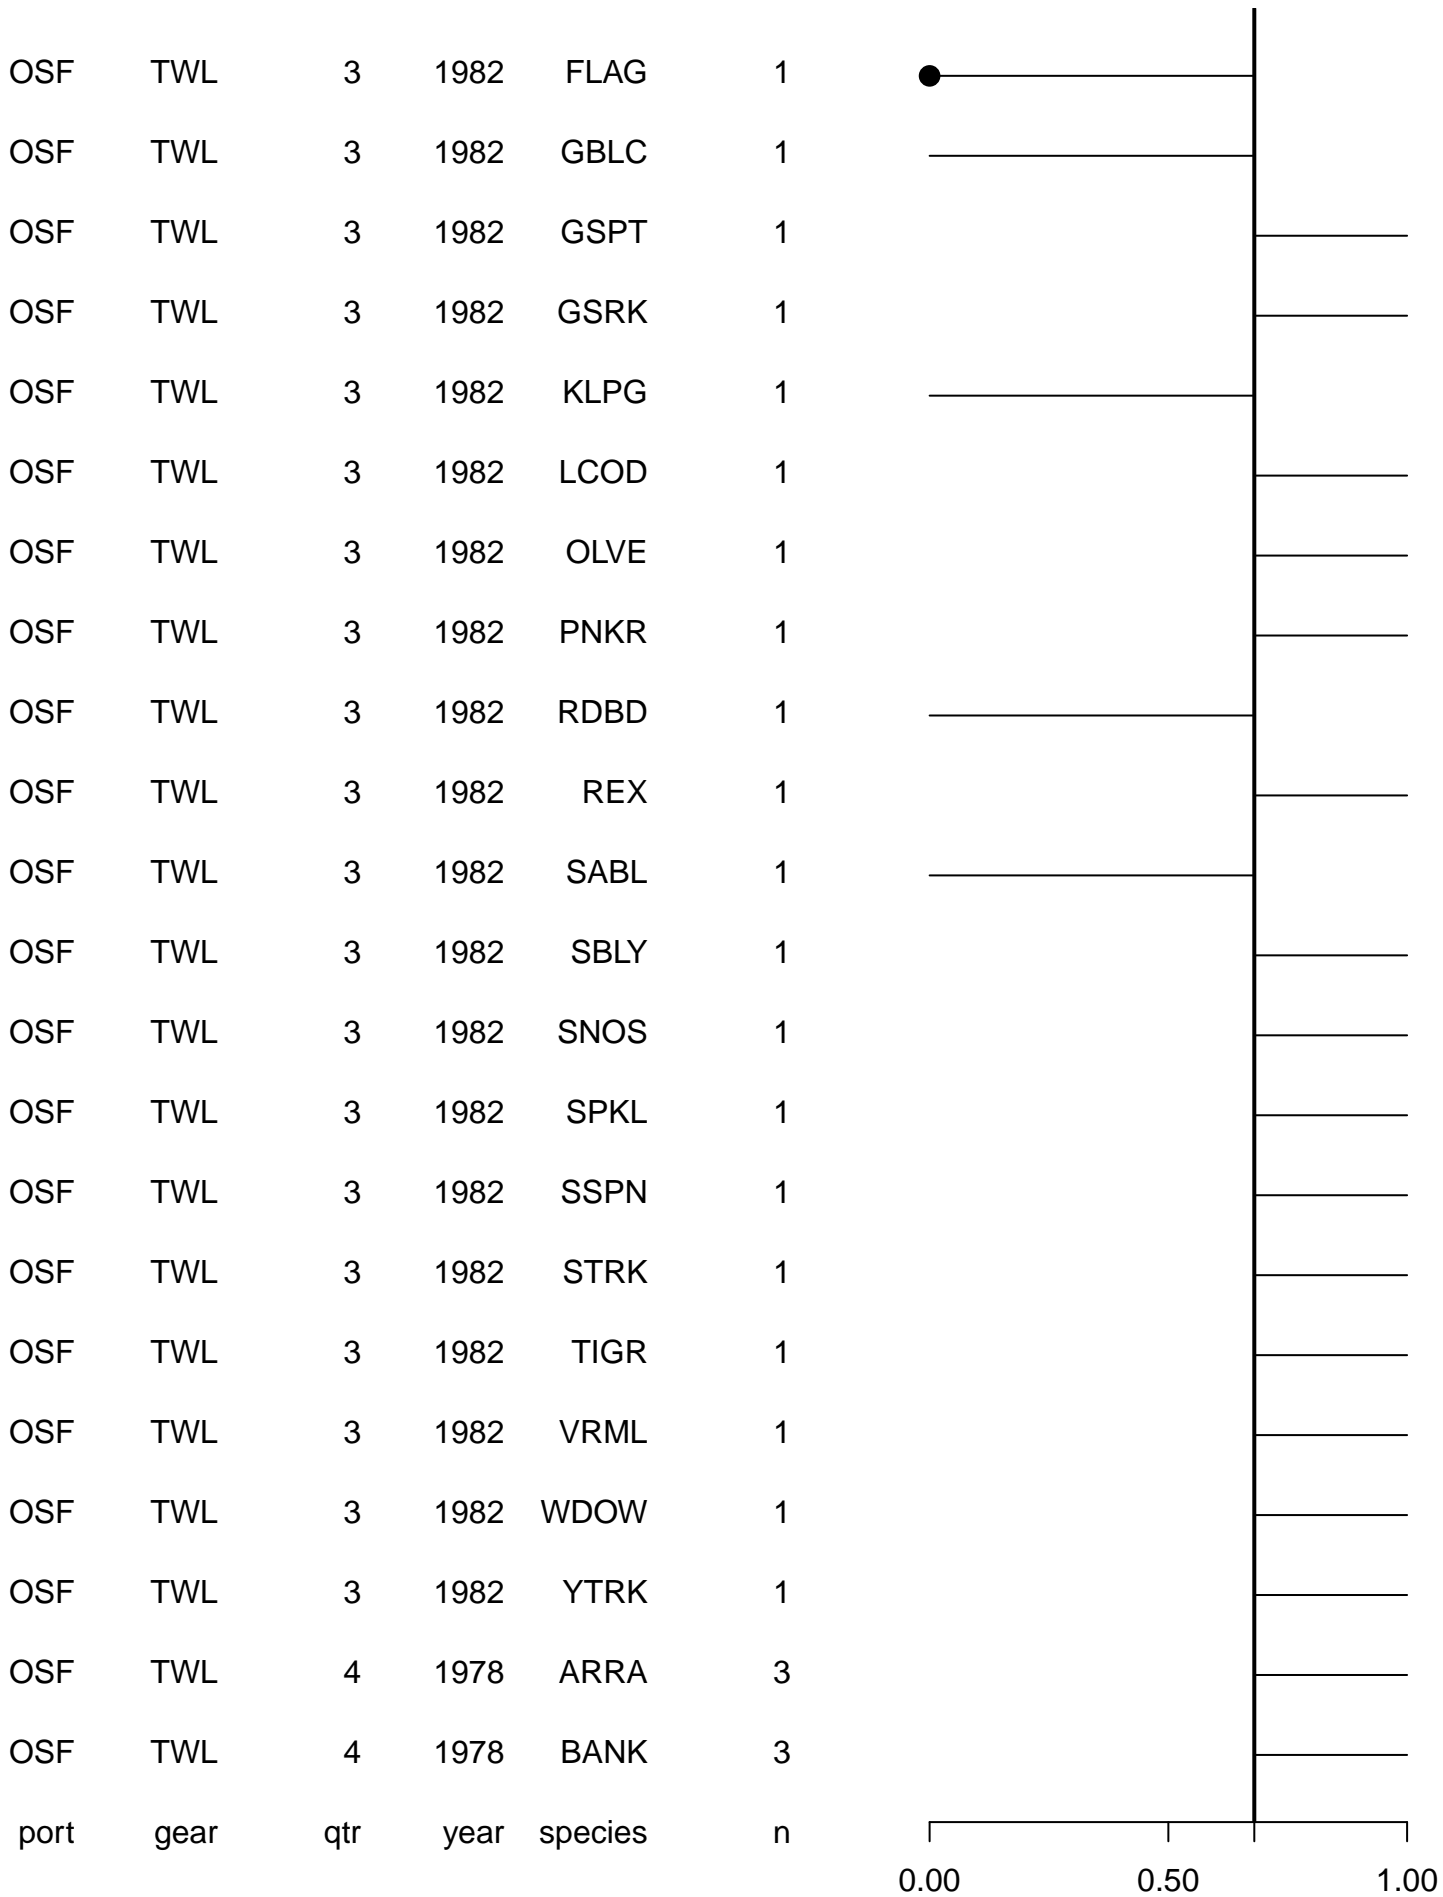 OSF TWL 3 1982 FLAG 1
OSF TWL 3 1982 GBLC 1
OSF TWL 3 1982 GSPT 1
OSF TWL 3 1982 GSRK 1
OSF TWL 3 1982 KLPG 1
OSF TWL 3 1982 LCOD 1
OSF TWL 3 1982 OLVE 1
OSF TWL 3 1982 PNKR 1
OSF TWL 3 1982 RDBD 1
OSF TWL 3 1982 REX 1
OSF TWL 3 1982 SABL 1
OSF TWL 3 1982 SBLY 1
OSF TWL 3 1982 SNOS 1
OSF TWL 3 1982 SPKL 1
OSF TWL 3 1982 SSPN 1
OSF TWL 3 1982 STRK 1
OSF TWL 3 1982 TIGR 1
OSF TWL 3 1982 VRML 1
OSF TWL 3 1982 WDOW 1
OSF TWL 3 1982 YTRK 1
OSF TWL 4 1978 ARRA 3
OSF TWL 4 1978 BANK 3
port gear qtr year species n
0.00 0.50 1.00